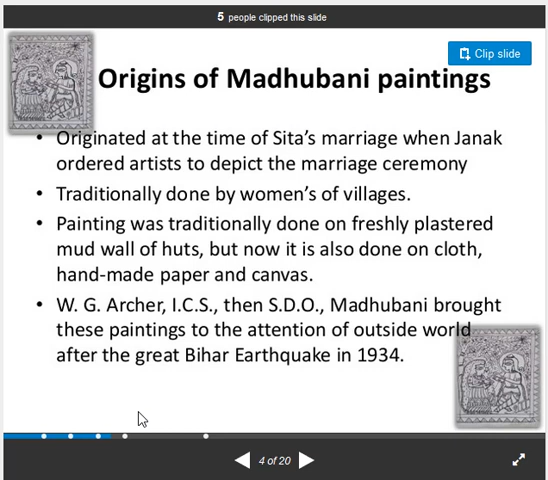 5 people clipped this slide
Clip slide
Origins of Madhubani paintings
• Originated at the time of Sita's marriage when Janak
ordered artists to depict the marriage ceremony
• Traditionally done by women's of villages.
• Painting was traditionally done on freshly plastered
mud wall of huts, but now it is also done on cloth,
hand-made paper and canvas.
• W. G. Archer, I.C.S., then S.D.O., Madhubani brought
these paintings to the attention of outside world
after the great Bihar Earthquake in 1934.
4 of 20